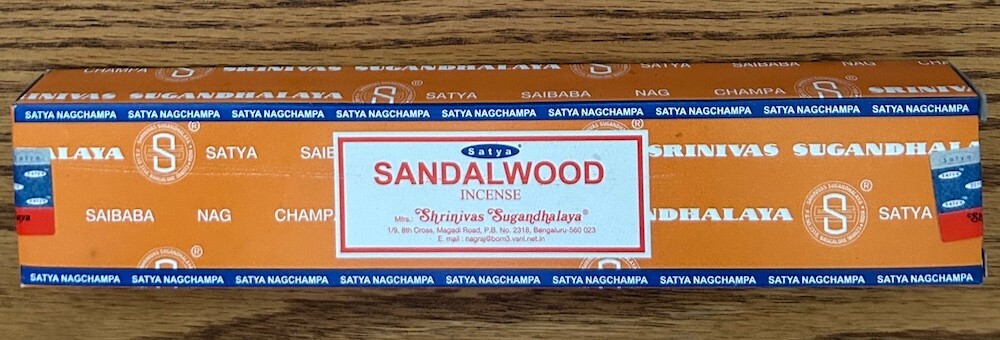 CHAMPA SRINIVAS SUGANDHALAYA SATYA SAIBABA NAG
SRINIVAS SUGANDHALAYA SATYA SAIBABA NAG CHAMPA SRINIVAS
SATYA NAGCHAMPA SATYA NAGCHAMPA SATYA NAGCHAMPA SATYA NAGCHAMPA SATYA NAGCHAMPA SATYA NAGCHAMPA SATYA NAGCHAMPA SATYA NAGCHAMPA SATYA NAGCHAMPA
ALAYA S ® SATYA SAIB SRINIVAS SUGANDHALA
SAIBABA NAG CHAMP NDHALAYA S ® SATYA
Satya
SANDALWOOD
INCENSE
Mfrs.: Shrinivas Sugandhalaya®
1/9, 8th Cross, Magadi Road, P.B. No. 2318, Bengaluru-560 023
E. mail : nagraj@bom3.vsnl.net.in
SATYA NAGCHAMPA SATYA NAGCHAMPA SATYA NAGCHAMPA SATYA NAGCHAMPA SATYA NAGCHAMPA SATYA NAGCHAMPA SATYA NAGCHAMPA SATYA NAGCHAMPA SATYA NAGCHAMPA